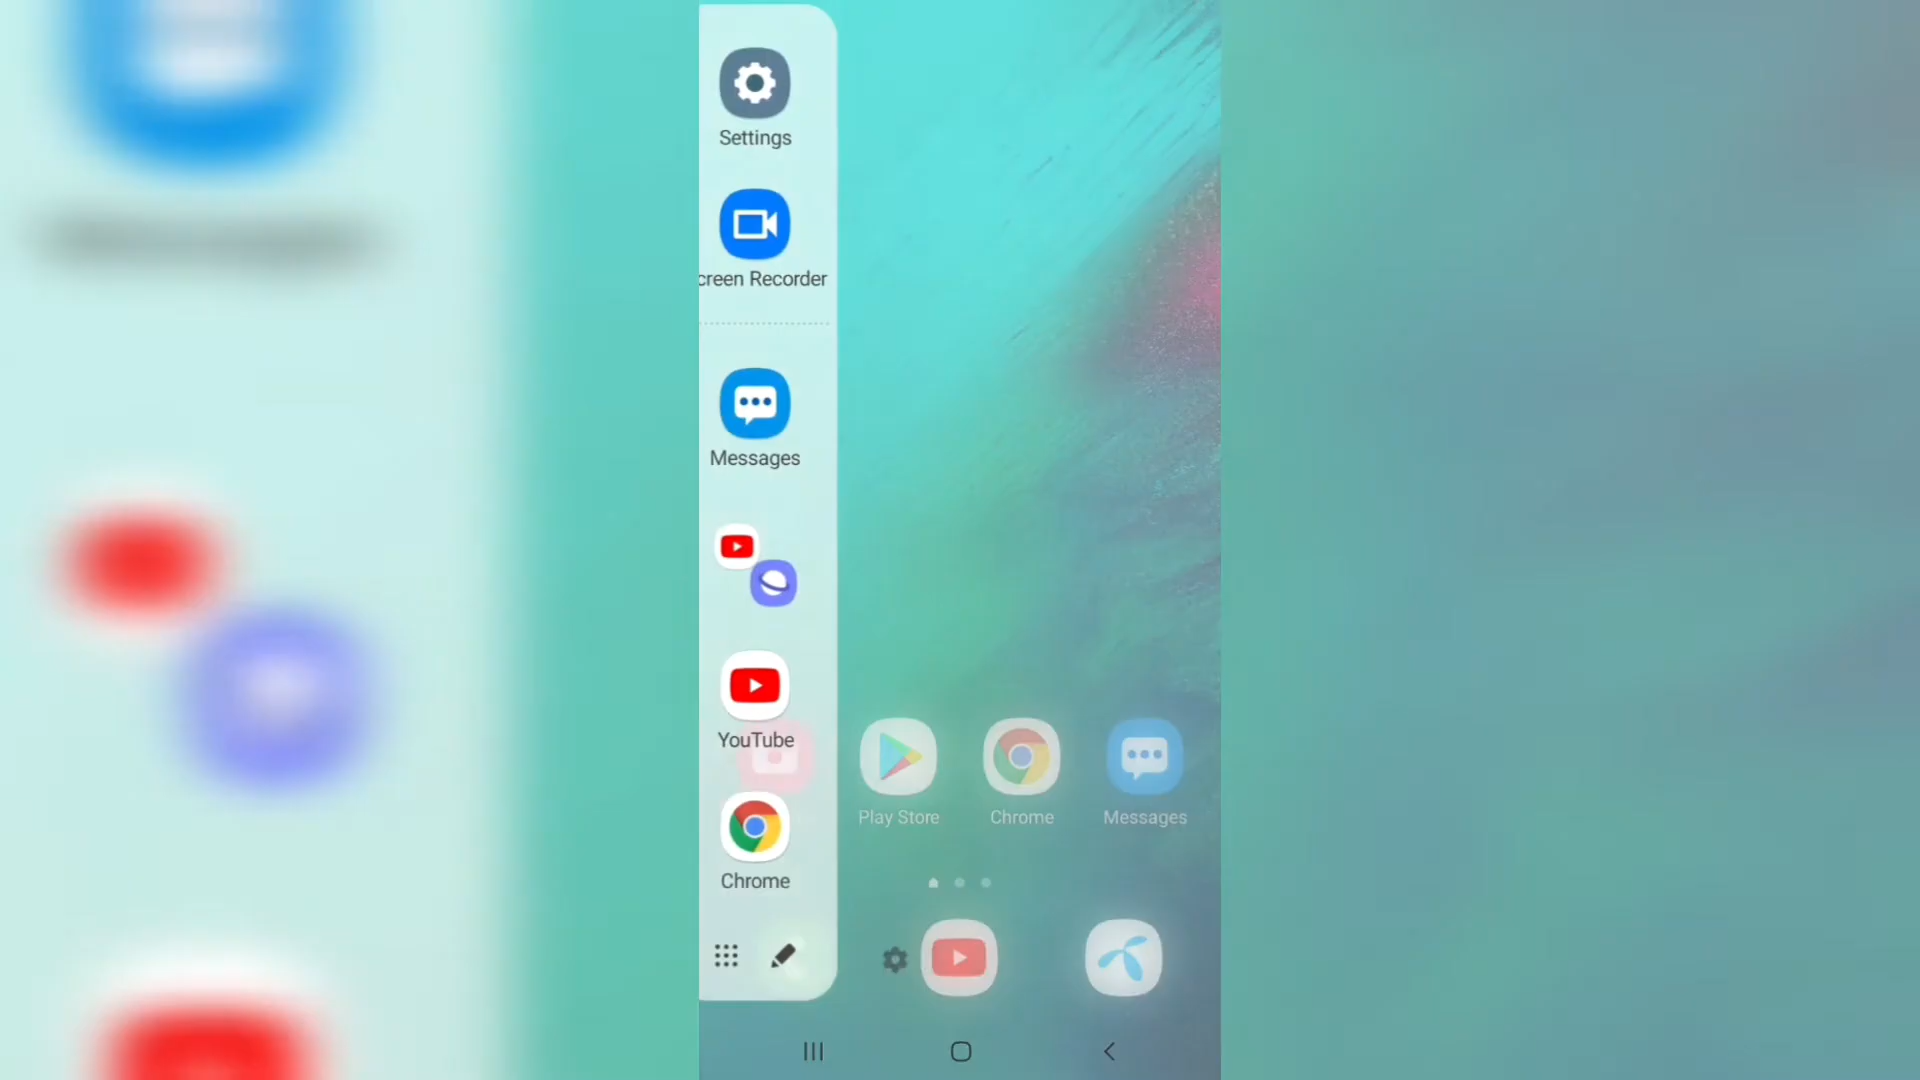 Settings
creen Recorder
Messages
YouTube
Chrome
Play Store
Chrome
Messages